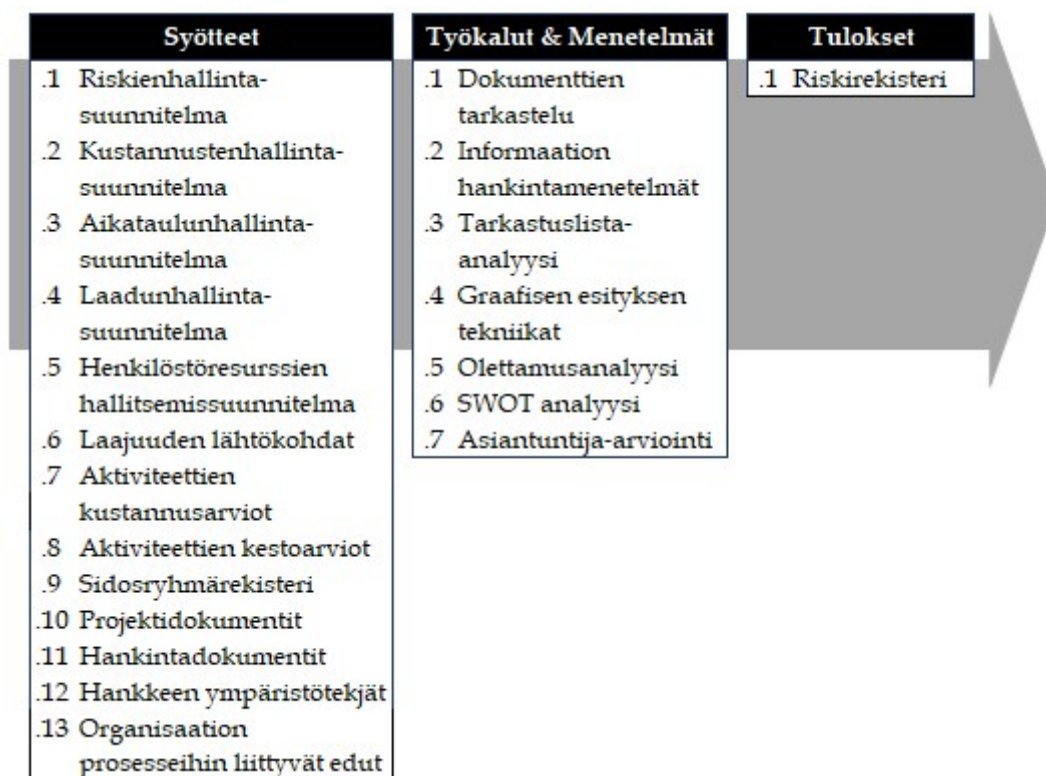 Syötteet
.1 Riskienhallinta-
suunnitelma
.2 Kustannustenhallinta-
suunnitelma
.3 Aikataulunhallinta-
suunnitelma
.4 Laadunhallinta-
suunnitelma
.5 Henkilöstöresurssien
hallitsemissuunnitelma
.6 Laajuuden lähtökohdat
.7 Aktiviteettien
kustannusarviot
.8 Aktiviteettien kestoarviot
.9 Sidosryhmärekisteri
.10 Projektidokumentit
.11 Hankintadokumentit
.12 Hankkeen ympäristötekjät
.13 Organisaation
prosesseihin liittyvät edut
Työkalut & Menetelmät
.1 Dokumenttien
tarkastelu
.2 Informaation
hankintamenetelmät
.3 Tarkastuslista-
analyysi
.4 Graafisen esityksen
tekniikat
.5 Olettamusanalyysi
.6 SWOT analyysi
.7 Asiantuntija-arviointi
Tulokset
.1 Riskirekisteri